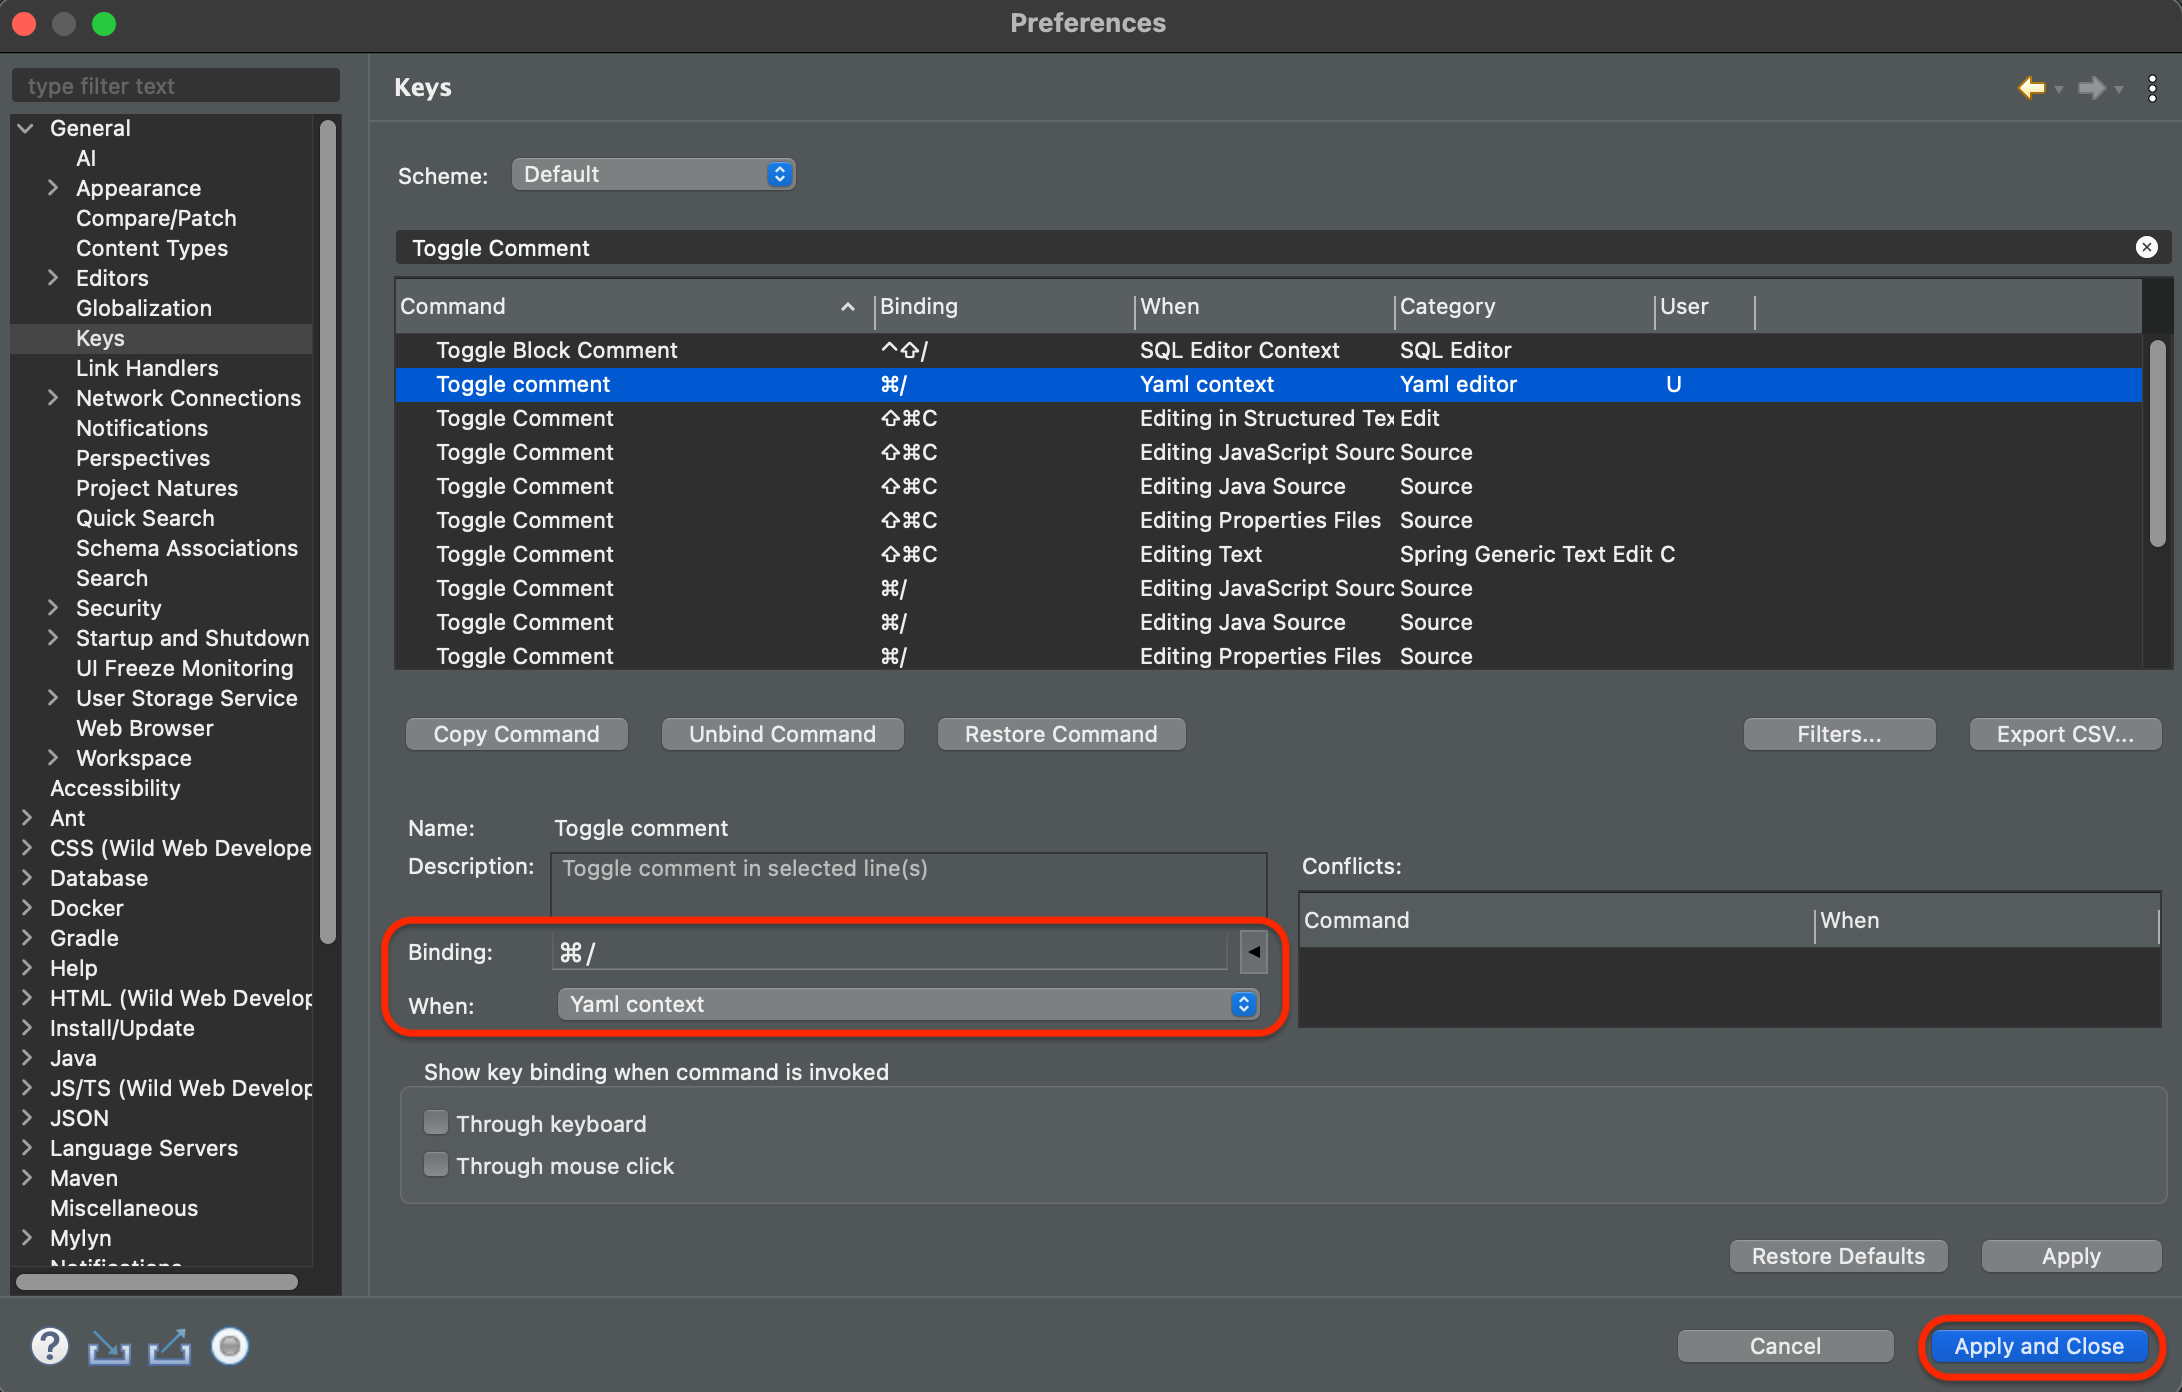 Preferences
type filter text
General
AI
Appearance
Compare/Patch
Content Types
Editors
Globalization
Keys
Link Handlers
Network Connections
Notifications
Perspectives
Project Natures
Quick Search
Schema Associations
Search
Security
Startup and Shutdown
UI Freeze Monitoring
User Storage Service
Web Browser
Workspace
Accessibility
Ant
CSS (Wild Web Develope
Database
Docker
Gradle
Help
HTML (Wild Web Develop
Install/Update
Java
JS/TS (Wild Web Develop
JSON
Language Servers
Maven
Miscellaneous
Mylyn
Notifications
Keys
Scheme: Default
Toggle Comment
Command Binding When Category User
Toggle Block Comment ^⇧/ SQL Editor Context SQL Editor
Toggle comment ⌘/ Yaml context Yaml editor U
Toggle Comment ⇧⌘C Editing in Structured Tex Edit
Toggle Comment ⇧⌘C Editing JavaScript Sourc Source
Toggle Comment ⇧⌘C Editing Java Source Source
Toggle Comment ⇧⌘C Editing Properties Files Source
Toggle Comment ⇧⌘C Editing Text Spring Generic Text Edit C
Toggle Comment ⌘/ Editing JavaScript Sourc Source
Toggle Comment ⌘/ Editing Java Source Source
Toggle Comment ⌘/ Editing Properties Files Source
Copy Command Unbind Command Restore Command Filters... Export CSV...
Name: Toggle comment
Description: Toggle comment in selected line(s)
Binding: ⌘/
When: Yaml context
Conflicts:
Command When
Show key binding when command is invoked
Through keyboard
Through mouse click
Restore Defaults Apply
Cancel Apply and Close